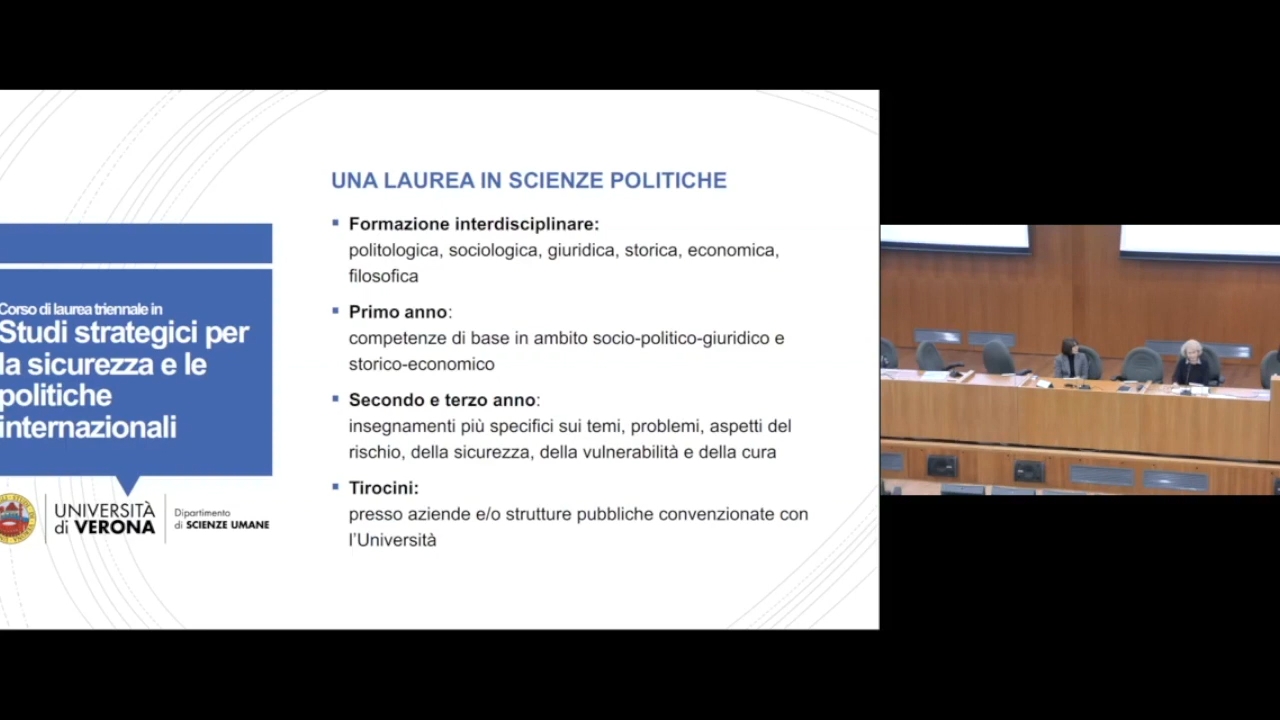 UNA LAUREA IN SCIENZE POLITICHE
Formazione interdisciplinare:
politologica, sociologica, giuridica, storica, economica,
filosofica
Primo anno:
competenze di base in ambito socio-politico-giuridico e
storico-economico
Secondo e terzo anno:
insegnamenti più specifici sui temi, problemi, aspetti del
rischio, della sicurezza, della vulnerabilità e della cura
Tirocini:
presso aziende e/o strutture pubbliche convenzionate con
l'Università
Corso di laurea triennale in
Studi strategici per
la sicurezza e le
politiche
internazionali
UNIVERSITÀ
di VERONA
Dipartimento
di SCIENZE UMANE